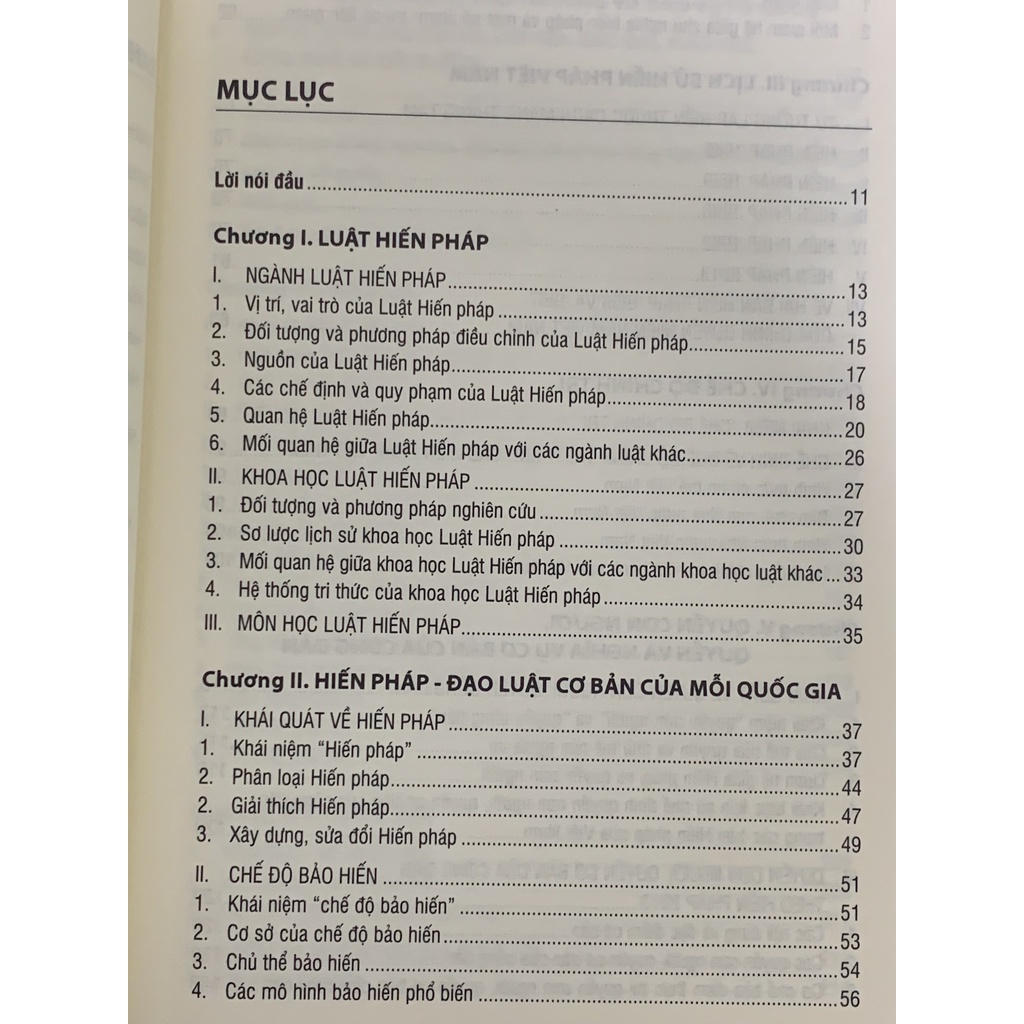 MỤC LỤC
Lời nói đầu ... 11
Chương I. LUẬT HIẾN PHÁP
I. NGÀNH LUẬT HIẾN PHÁP ... 13
1. Vị trí, vai trò của Luật Hiến pháp ... 13
2. Đối tượng và phương pháp điều chỉnh của Luật Hiến pháp ... 15
3. Nguồn của Luật Hiến pháp ... 17
4. Các chế định và quy phạm của Luật Hiến pháp ... 18
5. Quan hệ Luật Hiến pháp ... 20
6. Mối quan hệ giữa Luật Hiến pháp với các ngành luật khác ... 26
II. KHOA HỌC LUẬT HIẾN PHÁP ... 27
1. Đối tượng và phương pháp nghiên cứu ... 27
2. Sơ lược lịch sử khoa học Luật Hiến pháp ... 30
3. Mối quan hệ giữa khoa học Luật Hiến pháp với các ngành khoa học luật khác ... 33
4. Hệ thống tri thức của khoa học Luật Hiến pháp ... 34
III. MÔN HỌC LUẬT HIẾN PHÁP ... 35
Chương II. HIẾN PHÁP - ĐẠO LUẬT CƠ BẢN CỦA MỖI QUỐC GIA
I. KHÁI QUÁT VỀ HIẾN PHÁP ... 37
1. Khái niệm “Hiến pháp” ... 37
2. Phân loại Hiến pháp ... 44
2. Giải thích Hiến pháp ... 47
3. Xây dựng, sửa đổi Hiến pháp ... 49
II. CHẾ ĐỘ BẢO HIẾN ... 51
1. Khái niệm “chế độ bảo hiến” ... 51
2. Cơ sở của chế độ bảo hiến ... 53
3. Chủ thể bảo hiến ... 54
4. Các mô hình bảo hiến phổ biến ... 56